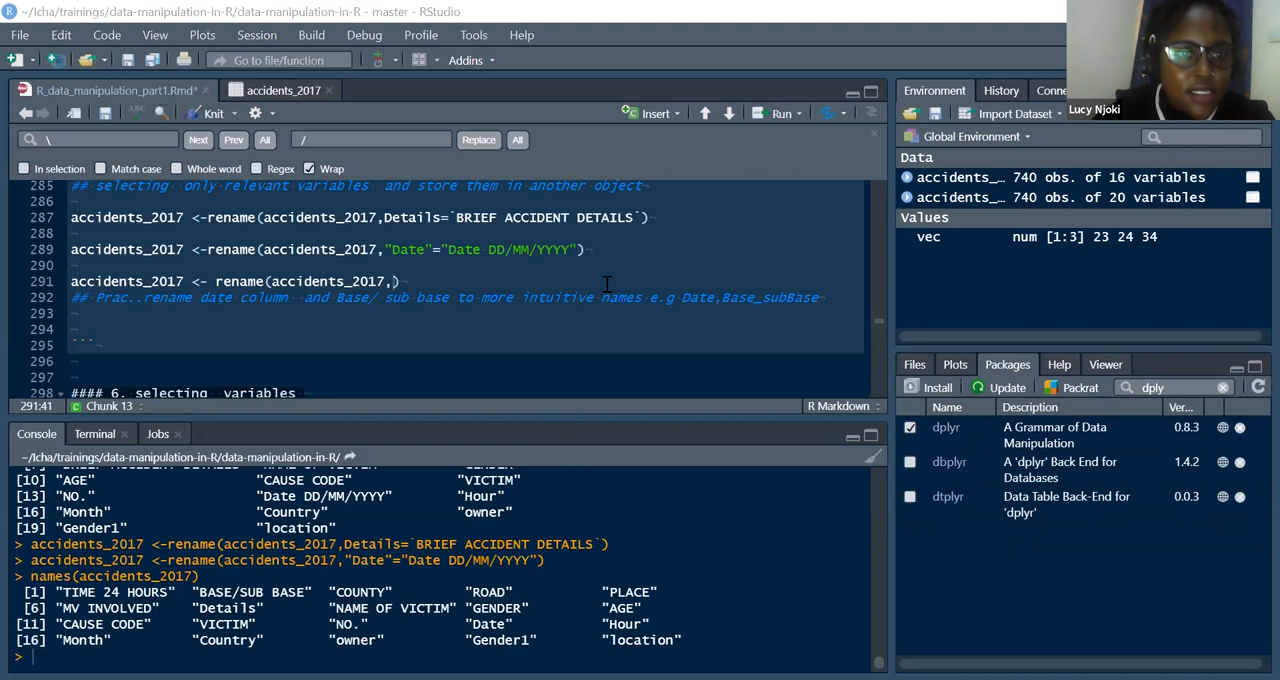 ~/Icha/trainings/data-manipulation-in-R/data-manipulation-in-R - master - RStudio
File Edit Code View Plots Session Build Debug Profile Tools Help
Go to file/function Addins
Lucy Njoki
R_data_manipulation_part1.Rmd* accidents_2017
Knit Insert Run
\ Next Prev All / Replace All
In selection Match case Whole word Regex Wrap
285 ## selecting only relevant variables and store them in another object
286
287 accidents_2017 <-rename(accidents_2017,Details=`BRIEF ACCIDENT DETAILS`)
288
289 accidents_2017 <-rename(accidents_2017,"Date"="Date DD/MM/YYYY")
290
291 accidents_2017 <- rename(accidents_2017,)
292 ## Prac..rename date column and Base/ sub base to more intuitive names e.g Date,Base_subBase
293
294
295 ```
296
297
298 #### 6. selecting variables
291:41 Chunk 13 R Markdown
Console Terminal Jobs
~/Icha/trainings/data-manipulation-in-R/data-manipulation-in-R/
[10] "AGE" "CAUSE CODE" "VICTIM"
[13] "NO." "Date DD/MM/YYYY" "Hour"
[16] "Month" "Country" "owner"
[19] "Gender1" "location"
> accidents_2017 <-rename(accidents_2017,Details=`BRIEF ACCIDENT DETAILS`)
> accidents_2017 <-rename(accidents_2017,"Date"="Date DD/MM/YYYY")
> names(accidents_2017)
[1] "TIME 24 HOURS" "BASE/SUB BASE" "COUNTY" "ROAD" "PLACE"
[6] "MV INVOLVED" "Details" "NAME OF VICTIM" "GENDER" "AGE"
[11] "CAUSE CODE" "VICTIM" "NO." "Date" "Hour"
[16] "Month" "Country" "owner" "Gender1" "location"
>
Environment History Conne
Import Dataset
Global Environment
Data
accidents_… 740 obs. of 16 variables
accidents_… 740 obs. of 20 variables
Values
vec num [1:3] 23 24 34
Files Plots Packages Help Viewer
Install Update Packrat dply
Name Description Ver…
dplyr A Grammar of Data Manipulation 0.8.3
dbplyr A 'dplyr' Back End for Databases 1.4.2
dtplyr Data Table Back-End for 'dplyr' 0.0.3